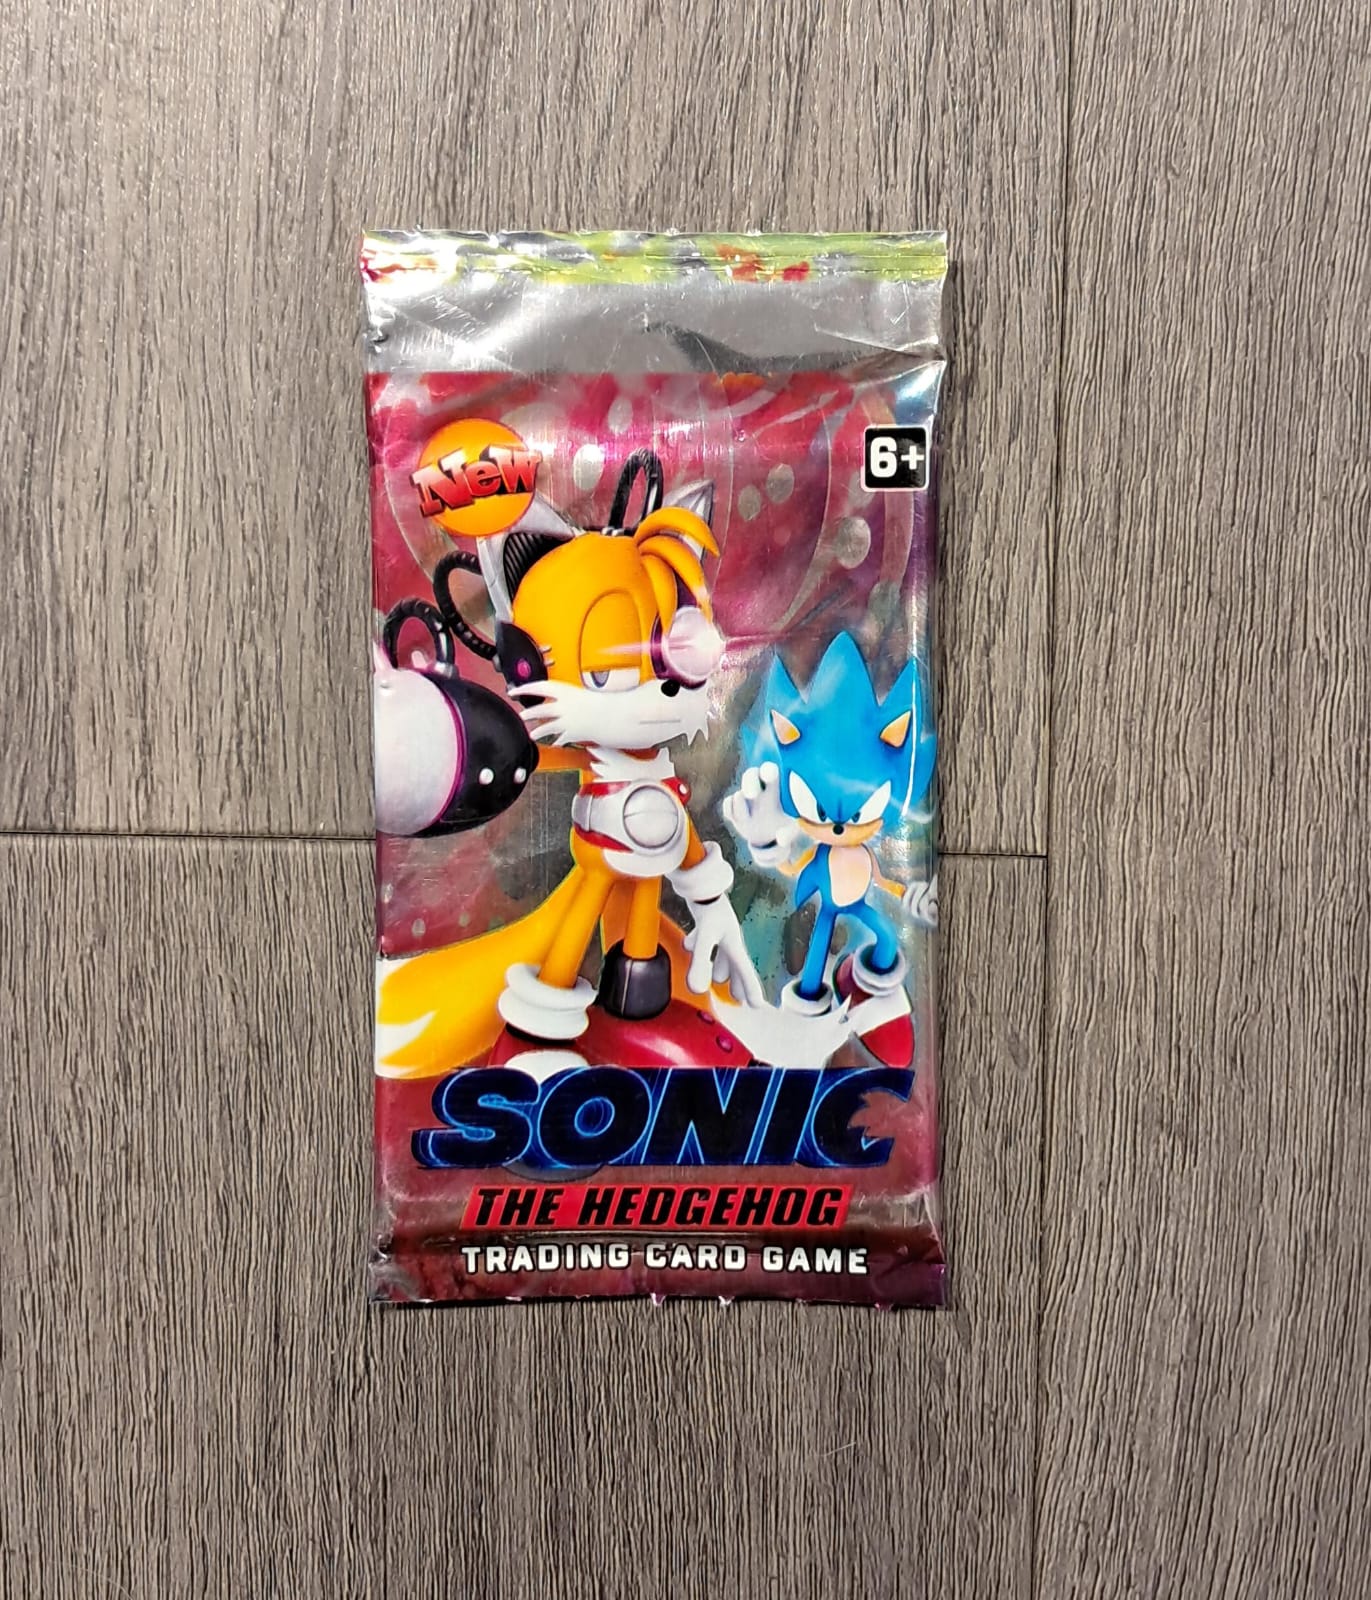 New
6+
SONIC
THE HEDGEHOG
TRADING CARD GAME